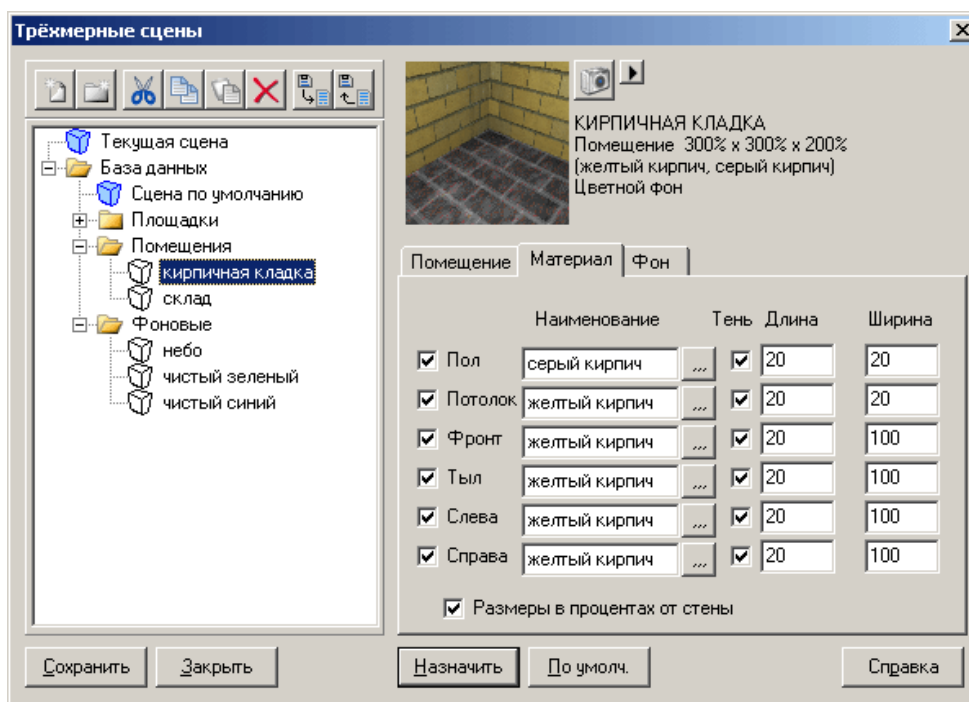 Трёхмерные сцены
Текущая сцена
База данных
Сцена по умолчанию
Площадки
Помещения
кирпичная кладка
склад
Фоновые
небо
чистый зеленый
чистый синий
КИРПИЧНАЯ КЛАДКА
Помещение 300% x 300% x 200%
(желтый кирпич, серый кирпич)
Цветной фон
Помещение Материал Фон
Наименование Тень Длина Ширина
Пол серый кирпич ... 20 20
Потолок желтый кирпич ... 20 20
Фронт желтый кирпич ... 20 100
Тыл желтый кирпич ... 20 100
Слева желтый кирпич ... 20 100
Справа желтый кирпич ... 20 100
Размеры в процентах от стены
Сохранить Закрыть Назначить По умолч. Справка